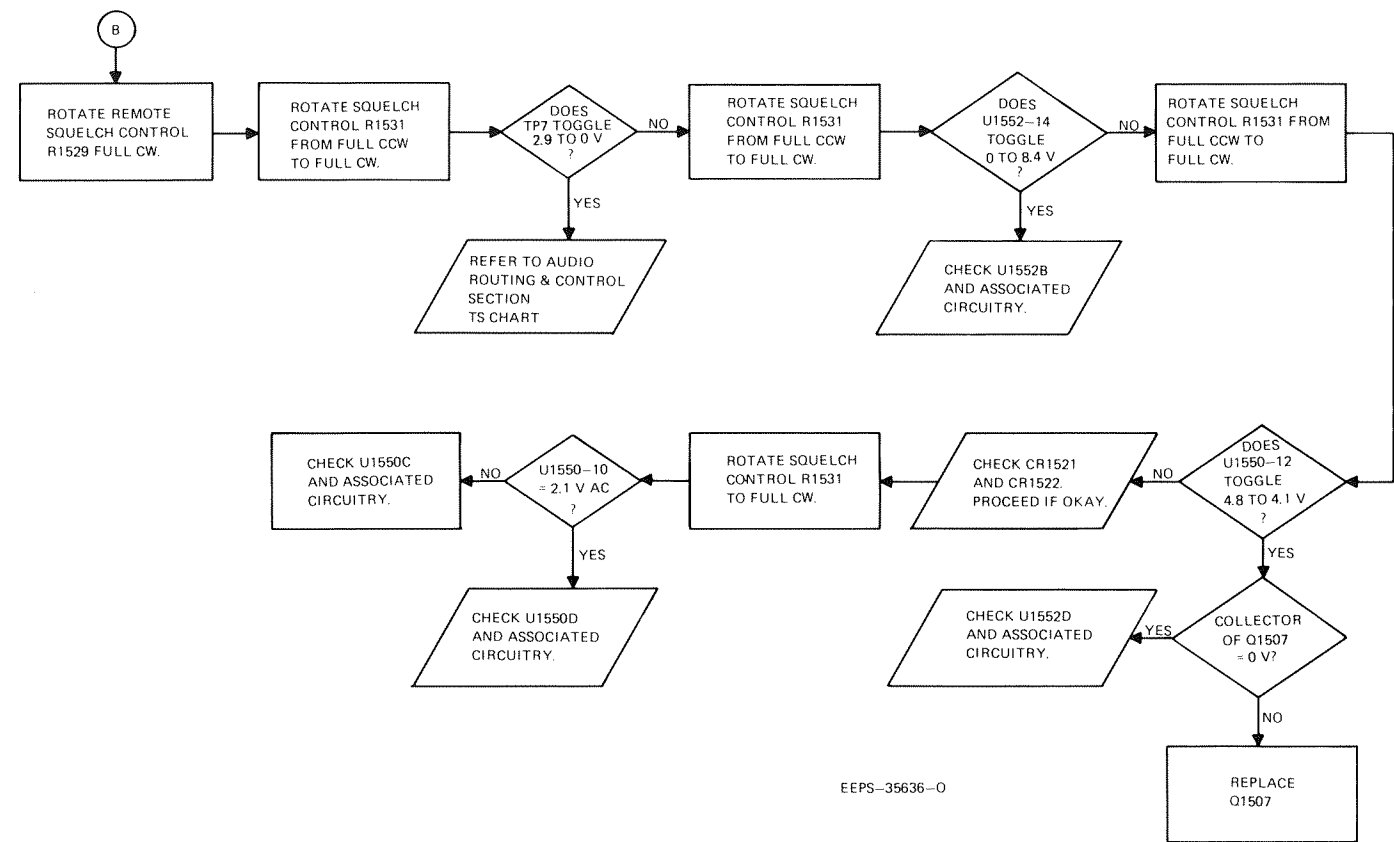 B
ROTATE REMOTE
SQUELCH CONTROL
R1529 FULL CW.
ROTATE SQUELCH
CONTROL R1531
FROM FULL CCW
TO FULL CW.
DOES
TP7 TOGGLE
2.9 TO 0 V
?
NO
YES
REFER TO AUDIO
ROUTING & CONTROL
SECTION
TS CHART
ROTATE SQUELCH
CONTROL R1531
FROM FULL CCW
TO FULL CW.
DOES
U1552-14
TOGGLE
0 TO 8.4 V
?
NO
YES
CHECK U1552B
AND ASSOCIATED
CIRCUITRY.
ROTATE SQUELCH
CONTROL R1531 FROM
FULL CCW TO
FULL CW.
DOES
U1550-12
TOGGLE
4.8 TO 4.1 V
?
NO
YES
CHECK CR1521
AND CR1522.
PROCEED IF OKAY.
ROTATE SQUELCH
CONTROL R1531
TO FULL CW.
U1550-10
= 2.1 V AC
?
NO
YES
CHECK U1550C
AND ASSOCIATED
CIRCUITRY.
CHECK U1550D
AND ASSOCIATED
CIRCUITRY.
COLLECTOR
OF Q1507
= 0 V?
YES
NO
CHECK U1552D
AND ASSOCIATED
CIRCUITRY.
REPLACE
Q1507
EEPS-35636-O